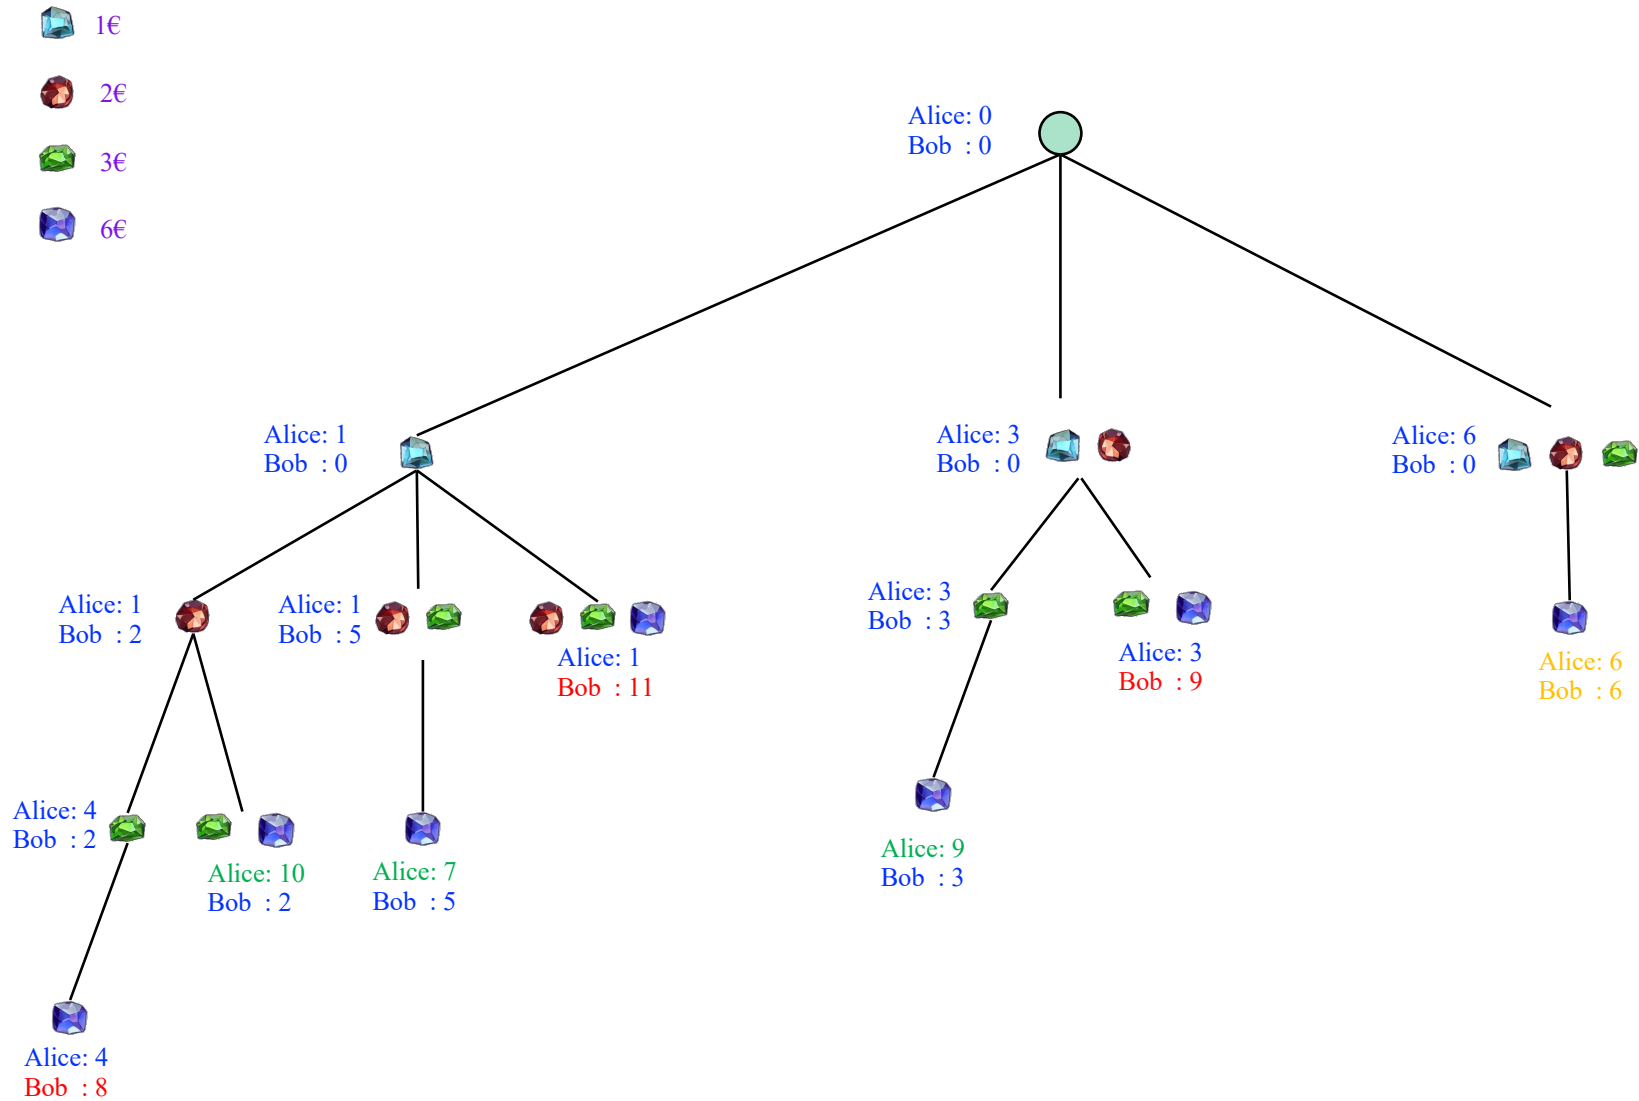 1€
2€
3€
6€
Alice: 0
Bob : 0
Alice: 1
Bob : 0
Alice: 3
Bob : 0
Alice: 6
Bob : 0
Alice: 1
Bob : 2
Alice: 1
Bob : 5
Alice: 1
Bob : 11
Alice: 3
Bob : 3
Alice: 3
Bob : 9
Alice: 6
Bob : 6
Alice: 4
Bob : 2
Alice: 10
Bob : 2
Alice: 7
Bob : 5
Alice: 9
Bob : 3
Alice: 4
Bob : 8